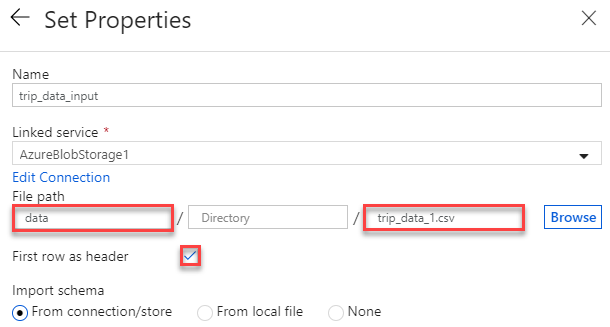 Set Properties
Name
trip_data_input
Linked service *
AzureBlobStorage1
Edit Connection
File path
data / Directory / trip_data_1.csv Browse
First row as header
Import schema
From connection/store From local file None